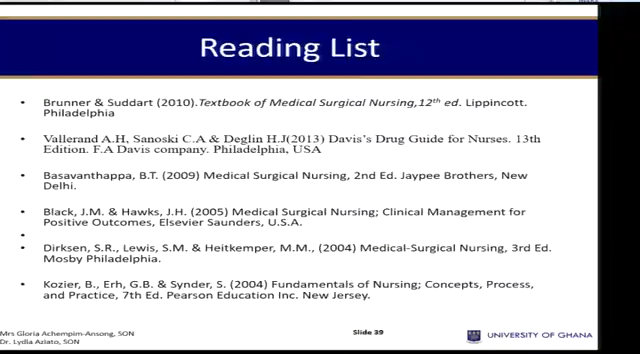 Reading List
• Brunner & Suddart (2010).Textbook of Medical Surgical Nursing,12th ed. Lippincott.
Philadelphia
• Vallerand A.H, Sanoski C.A & Deglin H.J(2013) Davis's Drug Guide for Nurses. 13th
Edition. F.A Davis company. Philadelphia, USA
• Basavanthappa, B.T. (2009) Medical Surgical Nursing, 2nd Ed. Jaypee Brothers, New
Delhi.
• Black, J.M. & Hawks, J.H. (2005) Medical Surgical Nursing; Clinical Management for
Positive Outcomes, Elsevier Saunders, U.S.A.
•
• Dirksen, S.R., Lewis, S.M. & Heitkemper, M.M., (2004) Medical-Surgical Nursing, 3rd Ed.
Mosby Philadelphia.
• Kozier, B., Erh, G.B. & Synder, S. (2004) Fundamentals of Nursing; Concepts, Process,
and Practice, 7th Ed. Pearson Education Inc. New Jersey.
Mrs Gloria Achempim-Ansong, SON
Dr. Lydia Aziato, SON
Slide 39
UNIVERSITY OF GHANA